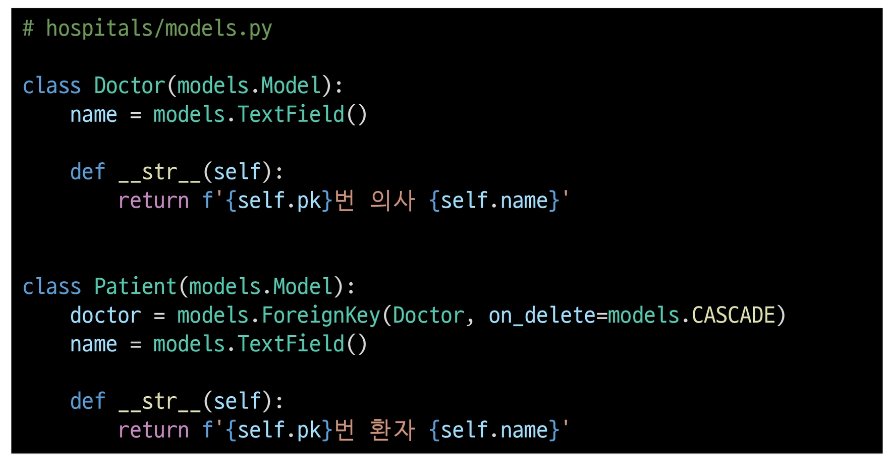 # hospitals/models.py
class Doctor(models.Model):
    name = models.TextField()
    def __str__(self):
        return f'{self.pk}번 의사 {self.name}'
class Patient(models.Model):
    doctor = models.ForeignKey(Doctor, on_delete=models.CASCADE)
    name = models.TextField()
    def __str__(self):
        return f'{self.pk}번 환자 {self.name}'